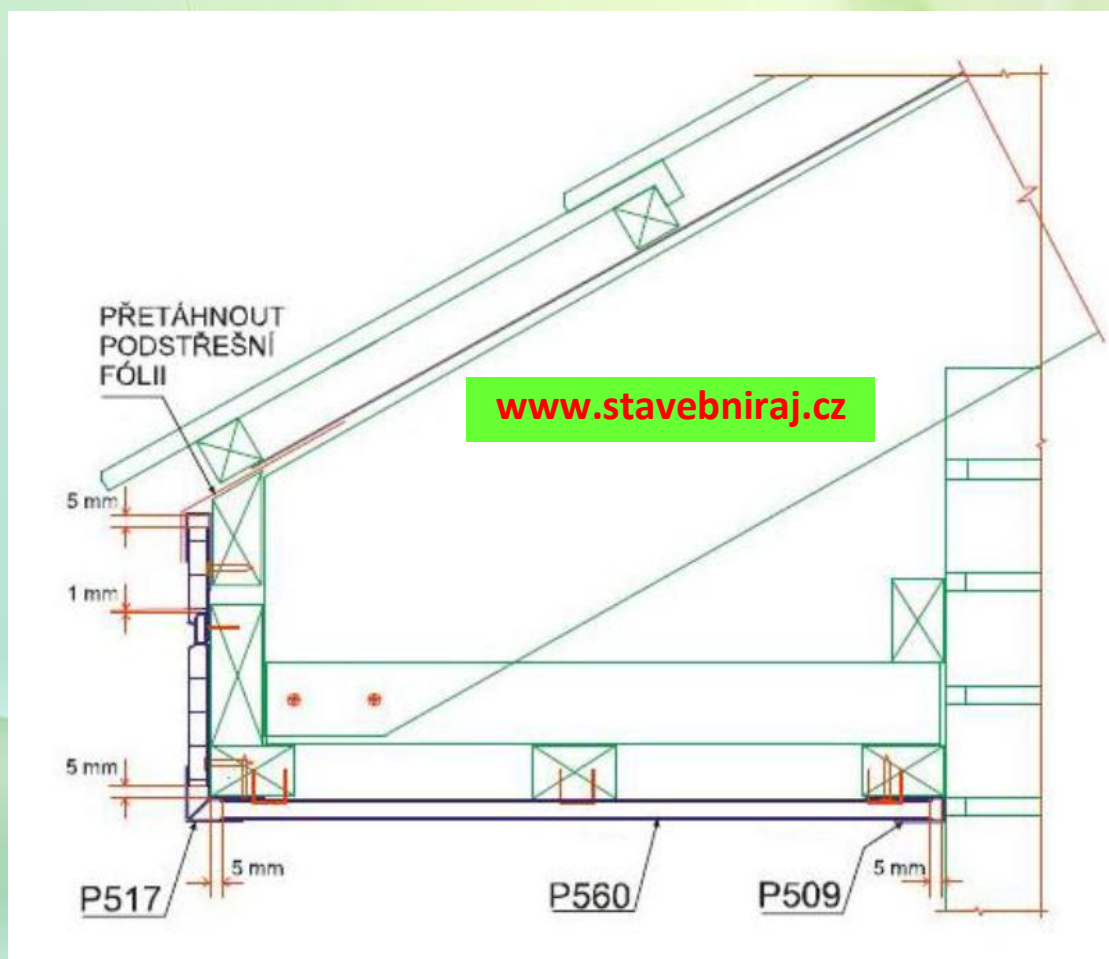 PŘETÁHNOUT
PODSTŘEŠNÍ
FÓLII
www.stavebniraj.cz
5 mm
1 mm
5 mm
5 mm
5 mm
P517
P560
P509